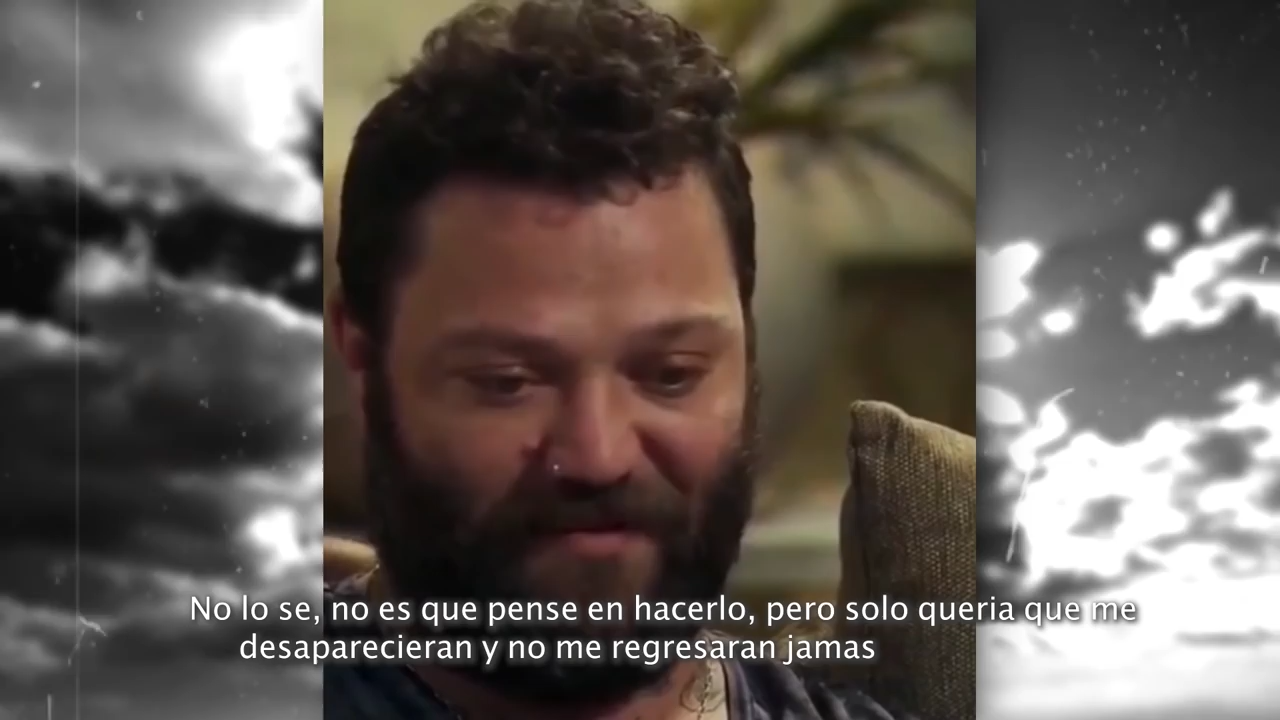 No lo se, no es que pense en hacerlo, pero solo queria que me
desaparecieran y no me regresaran jamas